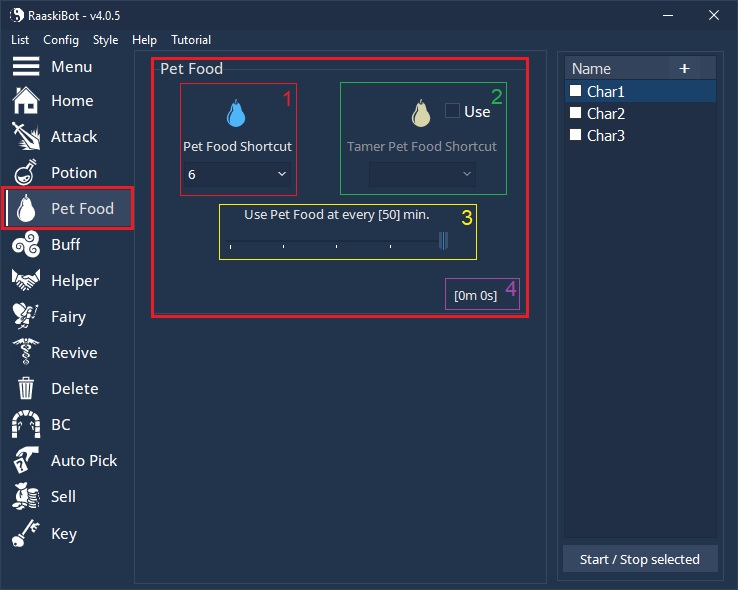 RaaskiBot - v4.0.5
List Config Style Help Tutorial
Menu
Home
Attack
Potion
Pet Food
Buff
Helper
Fairy
Revive
Delete
BC
Auto Pick
Sell
Key
Pet Food
1
Pet Food Shortcut
6
2
Use
Tamer Pet Food Shortcut
3
Use Pet Food at every [50] min.
4
[0m 0s]
Name +
Char1
Char2
Char3
Start / Stop selected